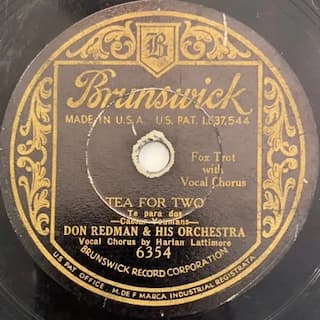 B
Brunswick
MADE IN U.S.A. U.S. PAT. 1,637,544
Fox Trot
with
Vocal Chorus
TEA FOR TWO
Te para dos
—Caesar Youmans—
DON REDMAN & HIS ORCHESTRA
Vocal Chorus by Harlan Lattimore
6354
BRUNSWICK RECORD CORPORATION
US PAT OFFICE - M. DE F MARCA INDUSTRIAL REGISTRATA